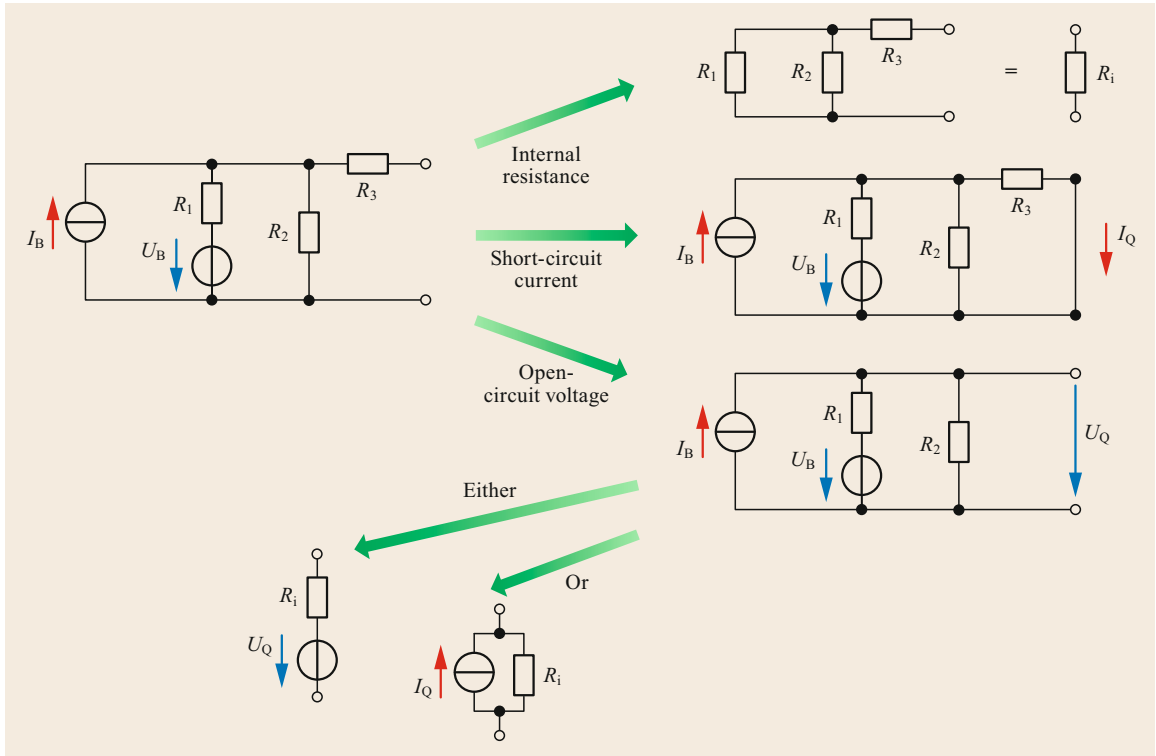 R1
R2
R3
=
Ri
Internal
resistance
IB
R1
UB
R2
R3
Short-circuit
current
IB
R1
UB
R2
R3
IQ
Open-
circuit voltage
IB
R1
UB
R2
UQ
Either
Or
Ri
UQ
IQ
Ri